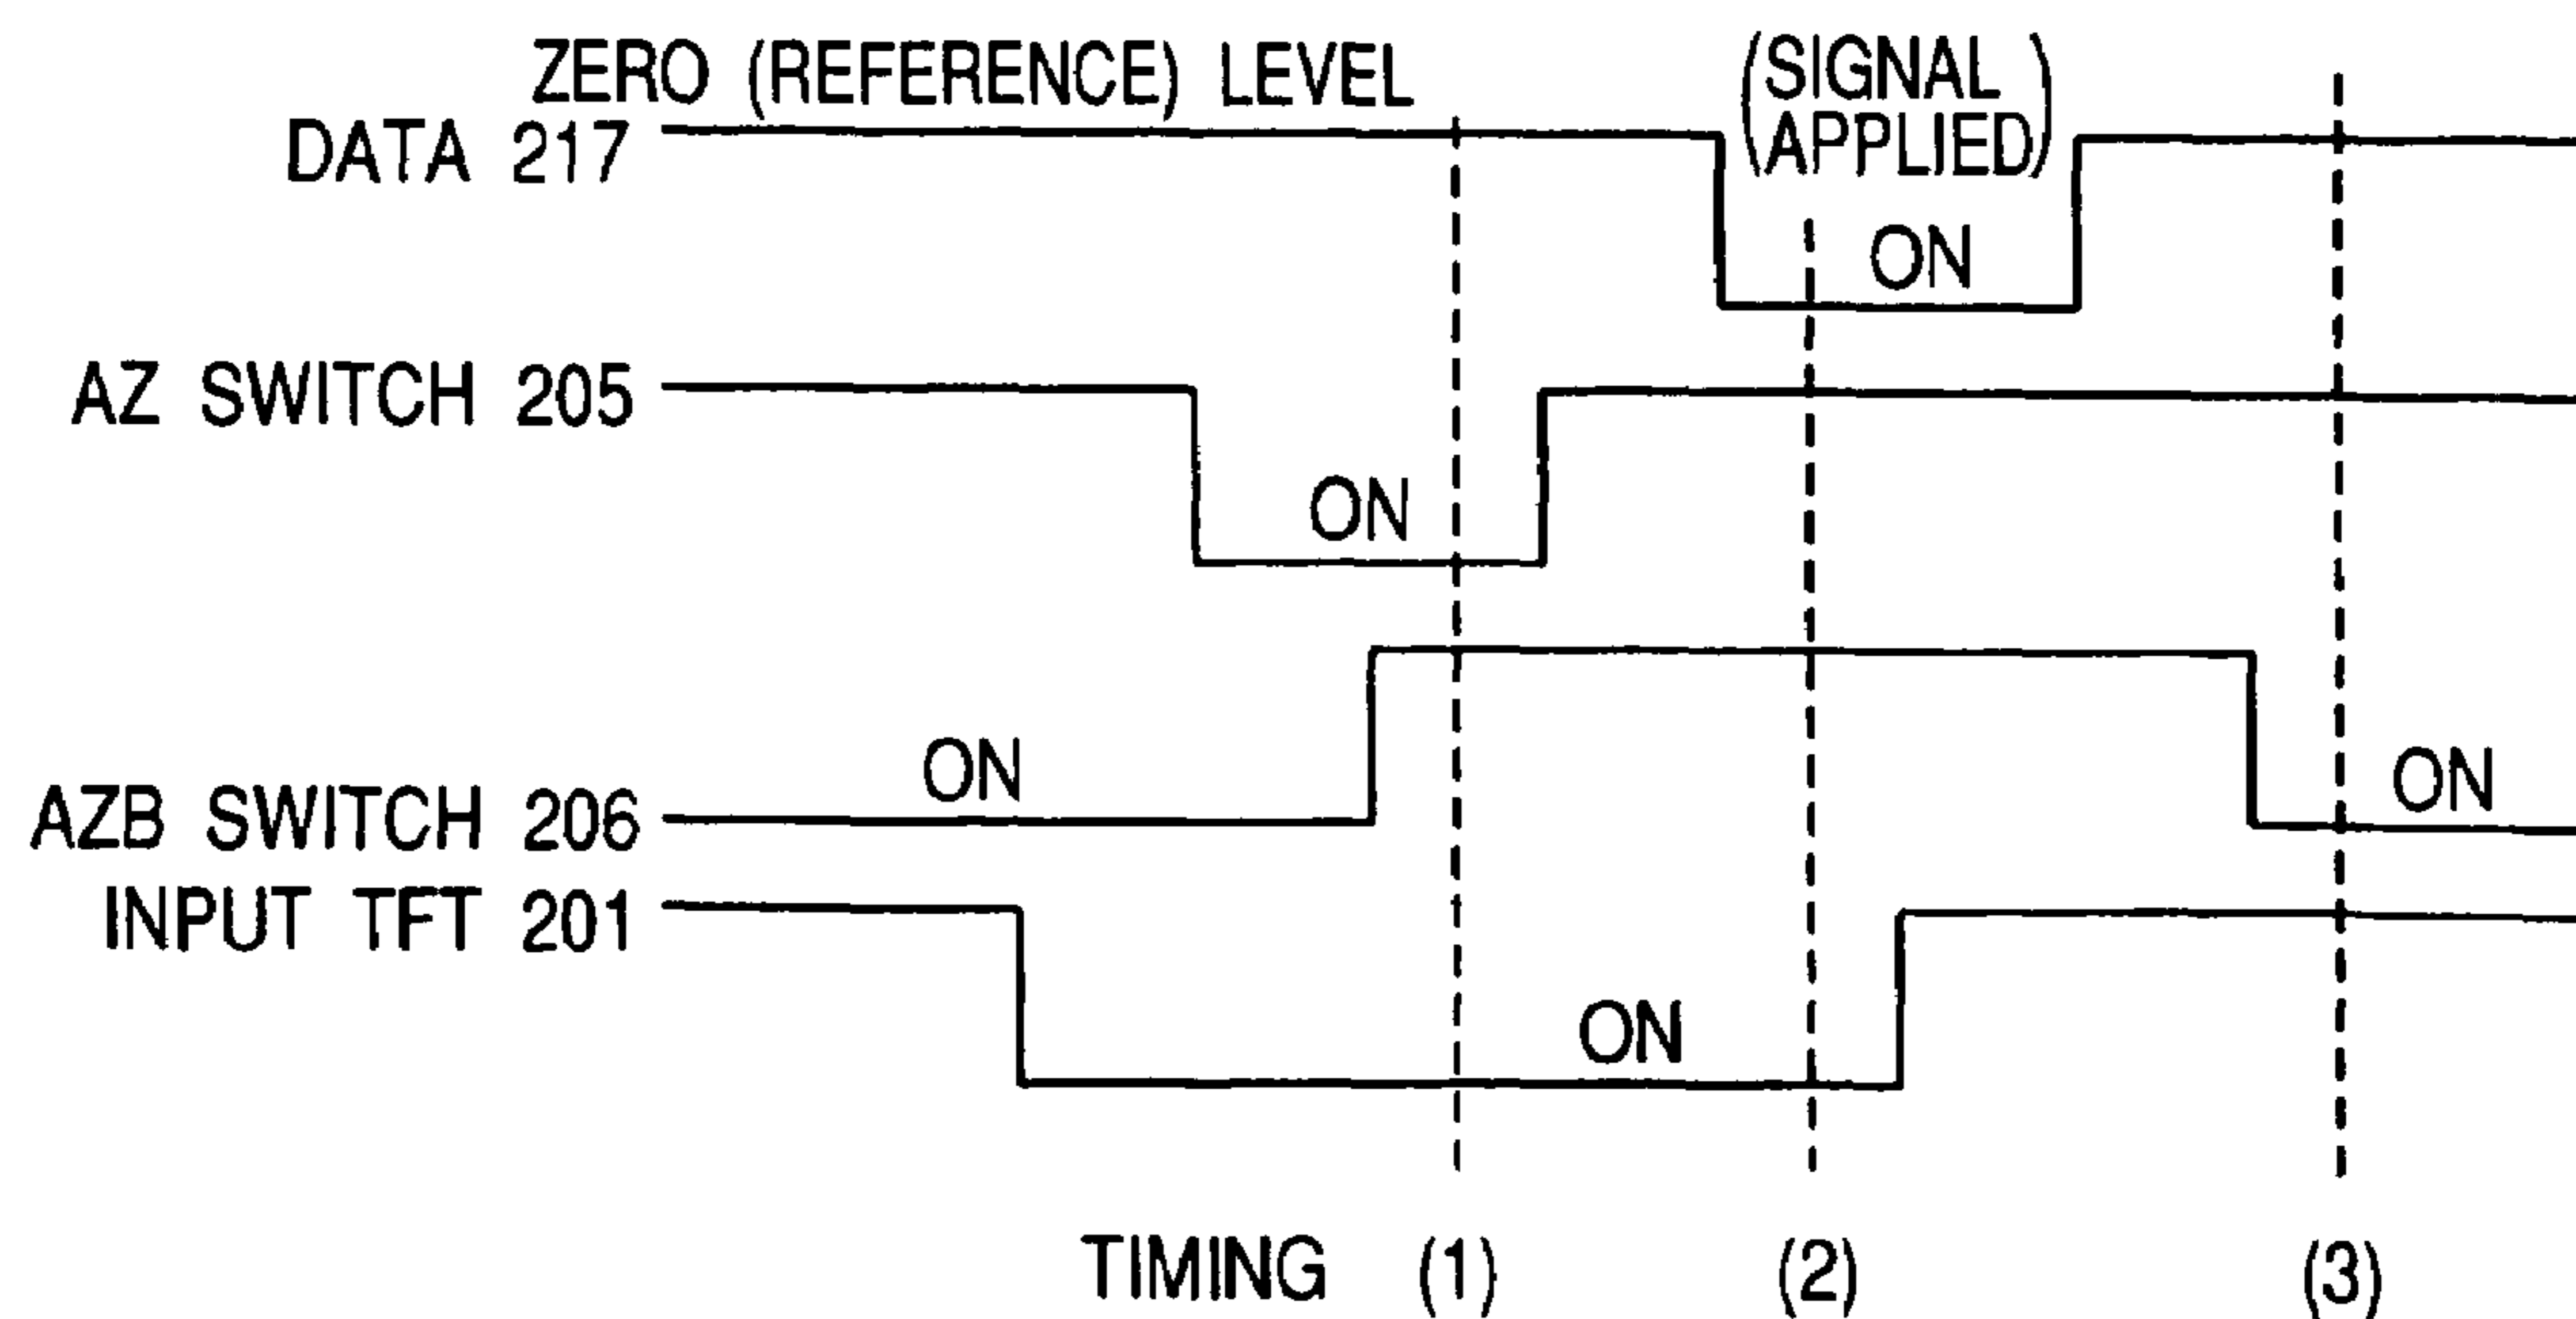 ZERO (REFERENCE) LEVEL
(SIGNAL APPLIED)
DATA 217
ON
AZ SWITCH 205
ON
ON
AZB SWITCH 206
ON
INPUT TFT 201
ON
TIMING (1) (2) (3)